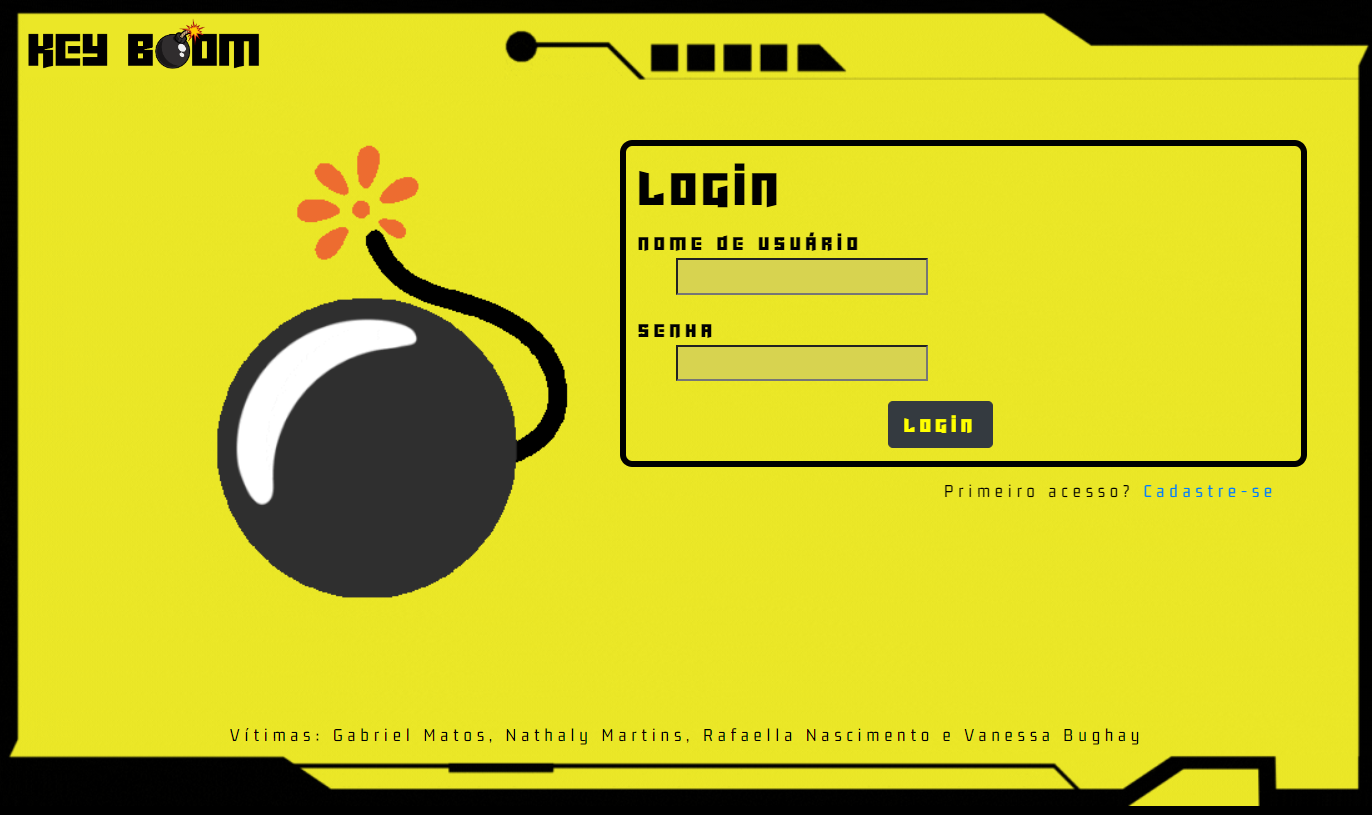 KEY BOOM
LOGIN
NOME DE USUÁRIO
SENHA
LOGIN
Primeiro acesso? Cadastre-se
Vítimas: Gabriel Matos, Nathaly Martins, Rafaella Nascimento e Vanessa Bughay